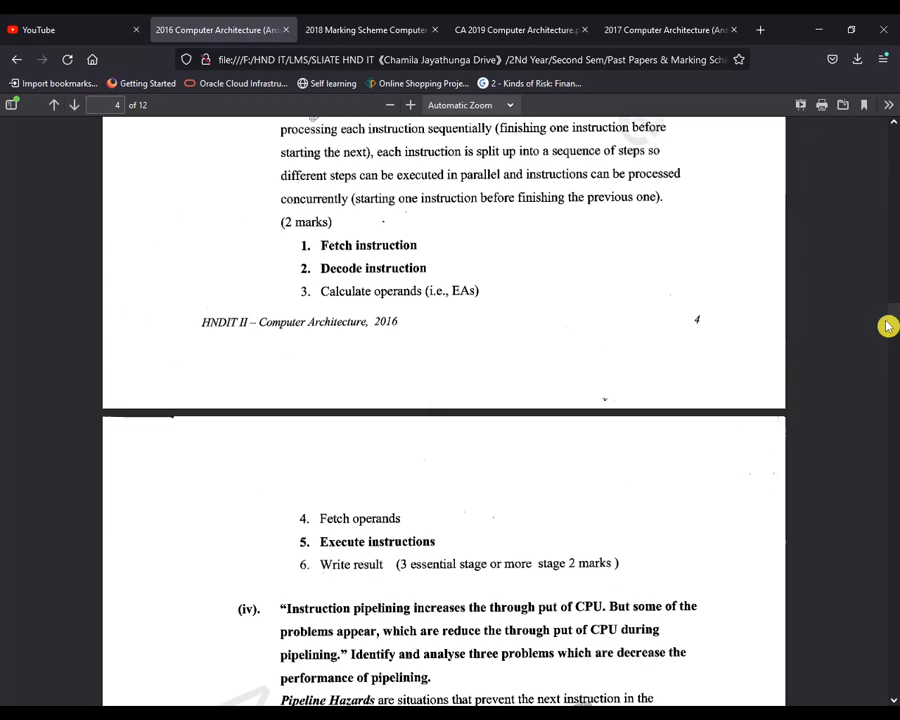 YouTube
2016 Computer Architecture (An
2018 Marking Scheme Computer
CA 2019 Computer Architecture.p
2017 Computer Architecture (An
file:///F:/HND IT/LMS/SLIATE HND IT 《Chamila Jayathunga Drive》/2Nd Year/Second Sem/Past Papers & Marking Sche
Import bookmarks...
Getting Started
Oracle Cloud Infrastru...
Self learning
Online Shopping Proje...
2 - Kinds of Risk: Finan...
4 of 12
Automatic Zoom
processing each instruction sequentially (finishing one instruction before
starting the next), each instruction is split up into a sequence of steps so
different steps can be executed in parallel and instructions can be processed
concurrently (starting one instruction before finishing the previous one).
(2 marks)
1. Fetch instruction
2. Decode instruction
3. Calculate operands (i.e., EAs)
HNDIT II – Computer Architecture, 2016 4
4. Fetch operands
5. Execute instructions
6. Write result (3 essential stage or more stage 2 marks )
(iv). “Instruction pipelining increases the through put of CPU. But some of the
problems appear, which are reduce the through put of CPU during
pipelining.” Identify and analyse three problems which are decrease the
performance of pipelining.
Pipeline Hazards are situations that prevent the next instruction in the